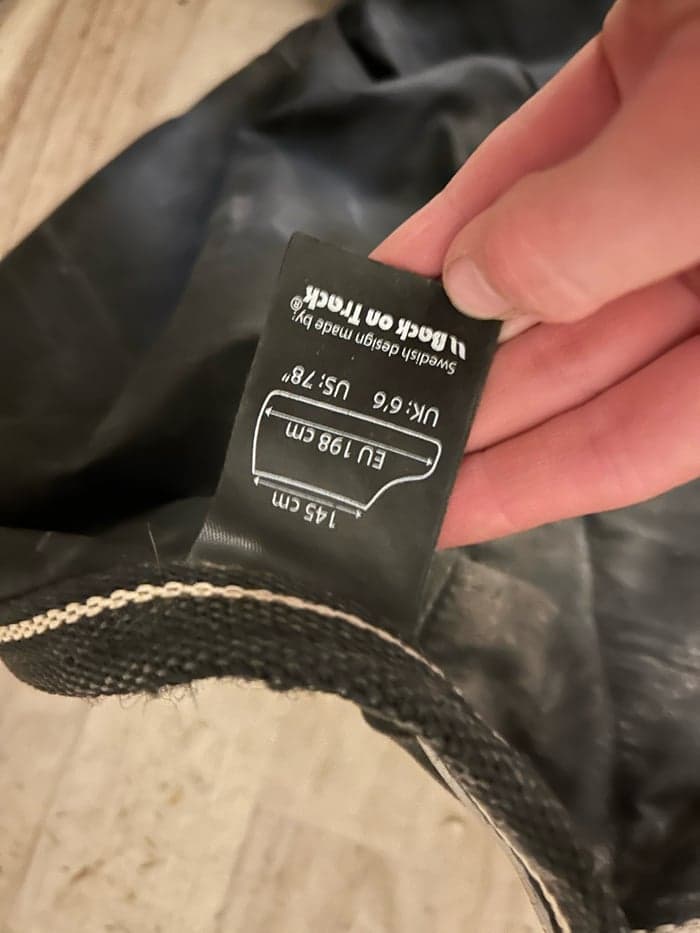 145 cm
EU 198 cm
UK: 6'6 US: 78"
Swedish design made by:
Back on Track®